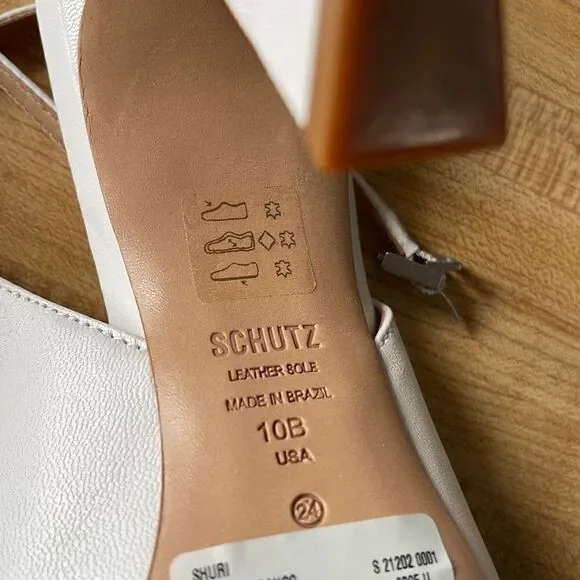 SCHUTZ
LEATHER SOLE
MADE IN BRAZIL
10B
USA
24
SHURI S 21202 0001